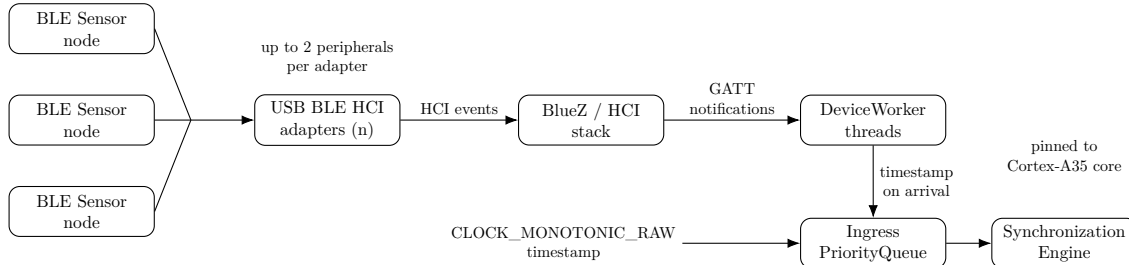 BLE Sensor
node
up to 2 peripherals
per adapter
BLE Sensor
node
USB BLE HCI
adapters (n)
HCI events
BlueZ / HCI
stack
GATT
notifications
DeviceWorker
threads
BLE Sensor
node
timestamp
on arrival
pinned to
Cortex-A35 core
CLOCK_MONOTONIC_RAW
timestamp
Ingress
PriorityQueue
Synchronization
Engine